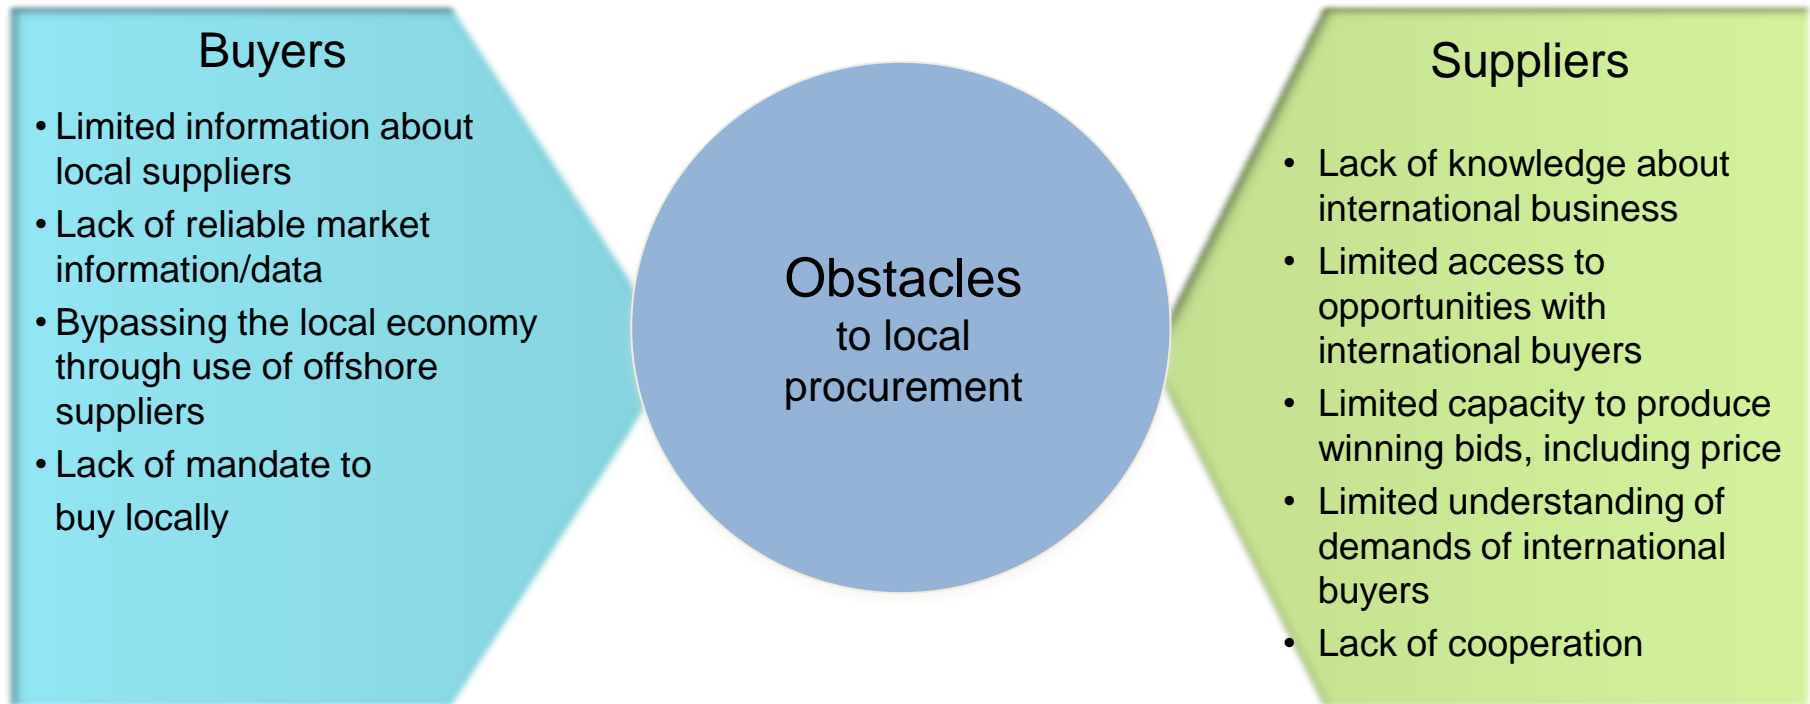 Buyers
• Limited information about
local suppliers
• Lack of reliable market
information/data
• Bypassing the local economy
through use of offshore
suppliers
• Lack of mandate to
buy locally
Obstacles
to local
procurement
Suppliers
• Lack of knowledge about
international business
• Limited access to
opportunities with
international buyers
• Limited capacity to produce
winning bids, including price
• Limited understanding of
demands of international
buyers
• Lack of cooperation